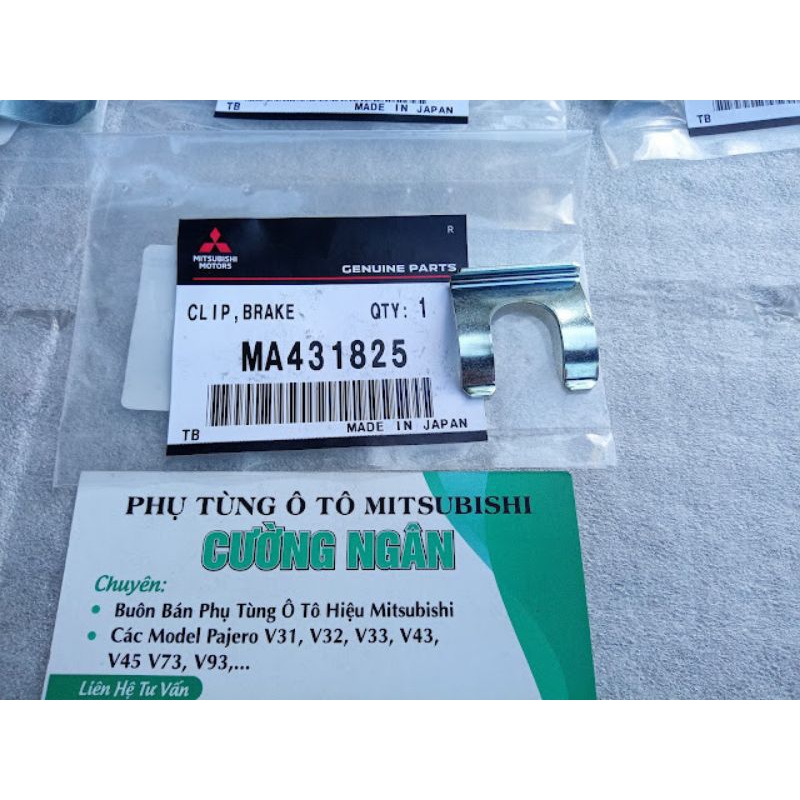 TB
MADE IN JAPAN
TB
MITSUBISHI
MOTORS
R
GENUINE PARTS
CLIP, BRAKE QTY: 1
MA431825
TB MADE IN JAPAN
PHỤ TÙNG Ô TÔ MITSUBISHI
CƯỜNG NGÂN
Chuyên:
• Buôn Bán Phụ Tùng Ô Tô Hiệu Mitsubishi
• Các Model Pajero V31, V32, V33, V43,
V45 V73, V93,...
Liên Hệ Tư Vấn